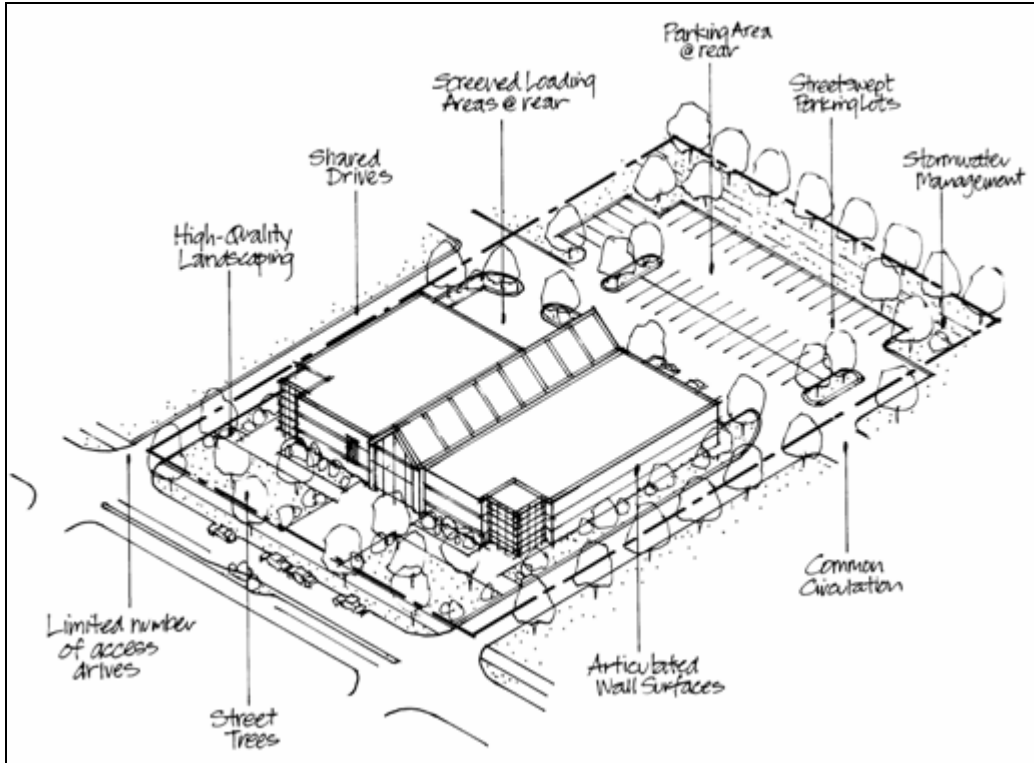 Parking Area
@ rear
Screened Loading
Areas @ rear
Streetswept
Parking Lots
Shared
Drives
Stormwater
Management
High-Quality
Landscaping
Common
Circulation
Limited number
of access
drives
Articulated
Wall Surfaces
Street
Trees